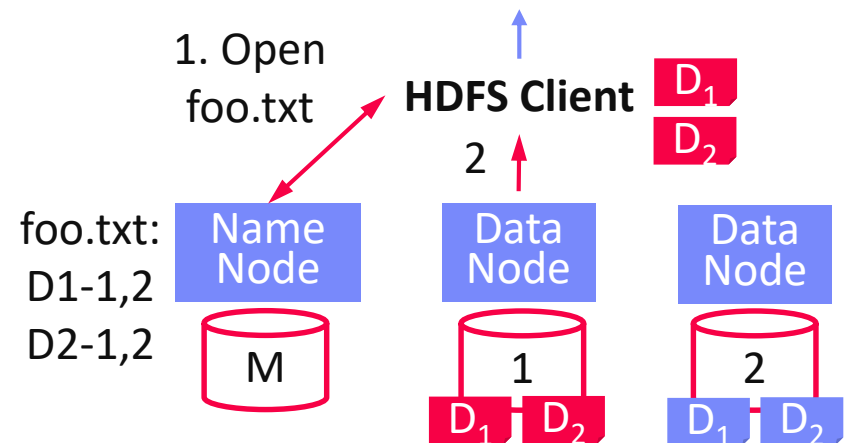 1. Open
foo.txt
HDFS Client
D₁
D₂
2
foo.txt:
D1-1,2
D2-1,2
Name
Node
Data
Node
Data
Node
M
1
2
D₁
D₂
D₁
D₂